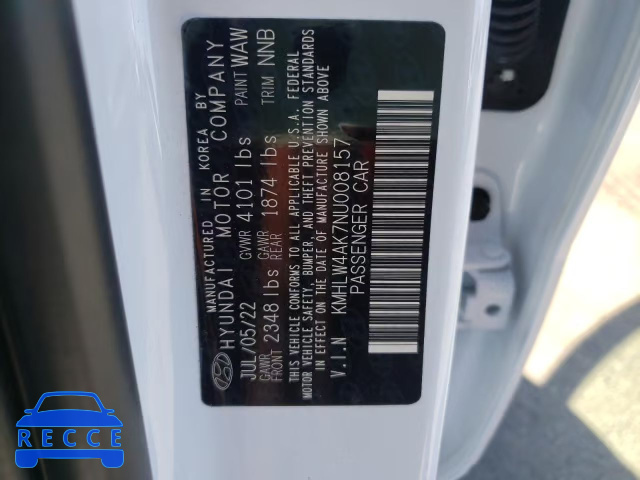 MANUFACTURED IN KOREA BY
HYUNDAI MOTOR COMPANY
JUL/05/22 GVWR 4101 lbs PAINT WAW
GAWR FRONT 2348 lbs GAWR REAR 1874 lbs TRIM NNB
THIS VEHICLE CONFORMS TO ALL APPLICABLE U.S.A. FEDERAL
MOTOR VEHICLE SAFETY, BUMPER, AND THEFT PREVENTION STANDARDS
IN EFFECT ON THE DATE OF MANUFACTURE SHOWN ABOVE
V.I.N KMHLW4AK7NU008157
PASSENGER CAR
RECCE